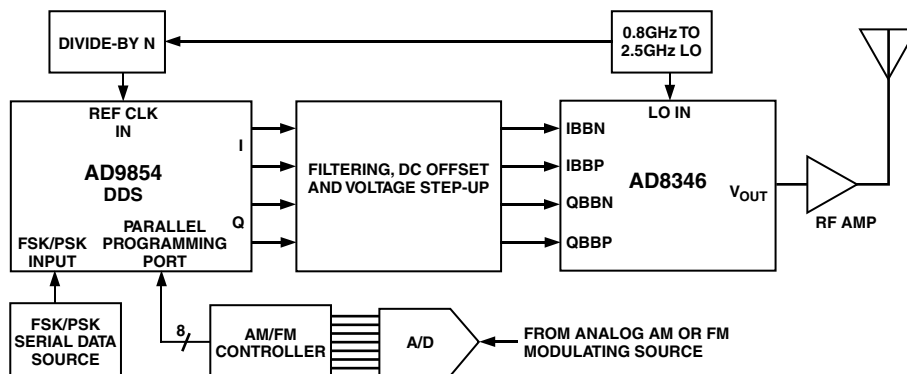 DIVIDE-BY N
0.8GHz TO
2.5GHz LO
REF CLK
IN
I
AD9854
DDS
Q
PARALLEL
PROGRAMMING
PORT
FSK/PSK
INPUT
FILTERING, DC OFFSET
AND VOLTAGE STEP-UP
LO IN
IBBN
IBBP
QBBN
QBBP
AD8346
VOUT
RF AMP
FSK/PSK
SERIAL DATA
SOURCE
8
AM/FM
CONTROLLER
A/D
FROM ANALOG AM OR FM
MODULATING SOURCE